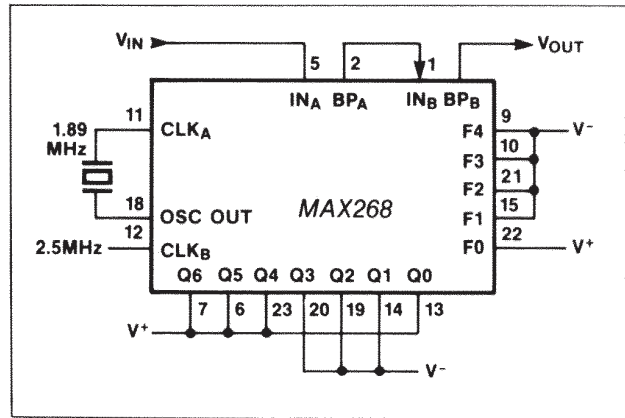 VIN
VOUT
5 2 1
INA BPA INB BPB
11 CLKA
1.89
MHz
18 OSC OUT
12
2.5MHz CLKB
MAX268
F4 9 V-
F3 10
F2 21
F1 15
F0 22 V+
Q6 Q5 Q4 Q3 Q2 Q1 Q0
7 6 23 20 19 14 13
V+
V-